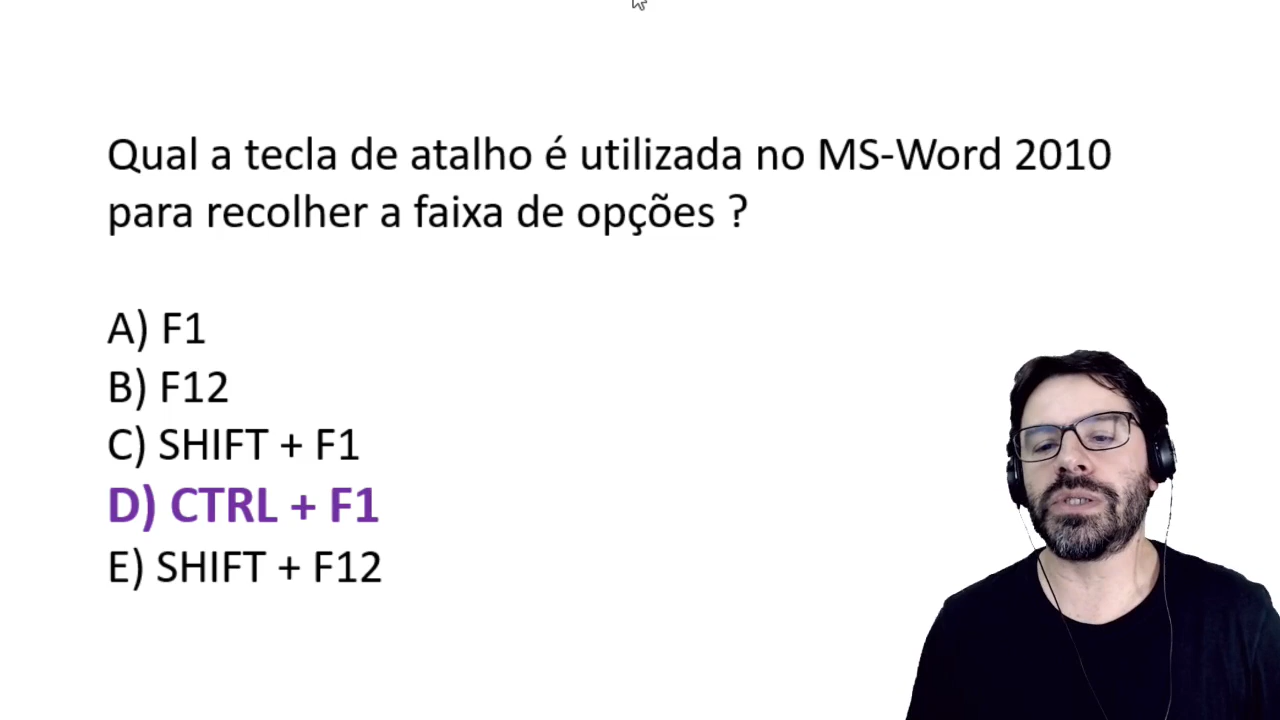 Qual a tecla de atalho é utilizada no MS-Word 2010
para recolher a faixa de opções ?
A) F1
B) F12
C) SHIFT + F1
D) CTRL + F1
E) SHIFT + F12